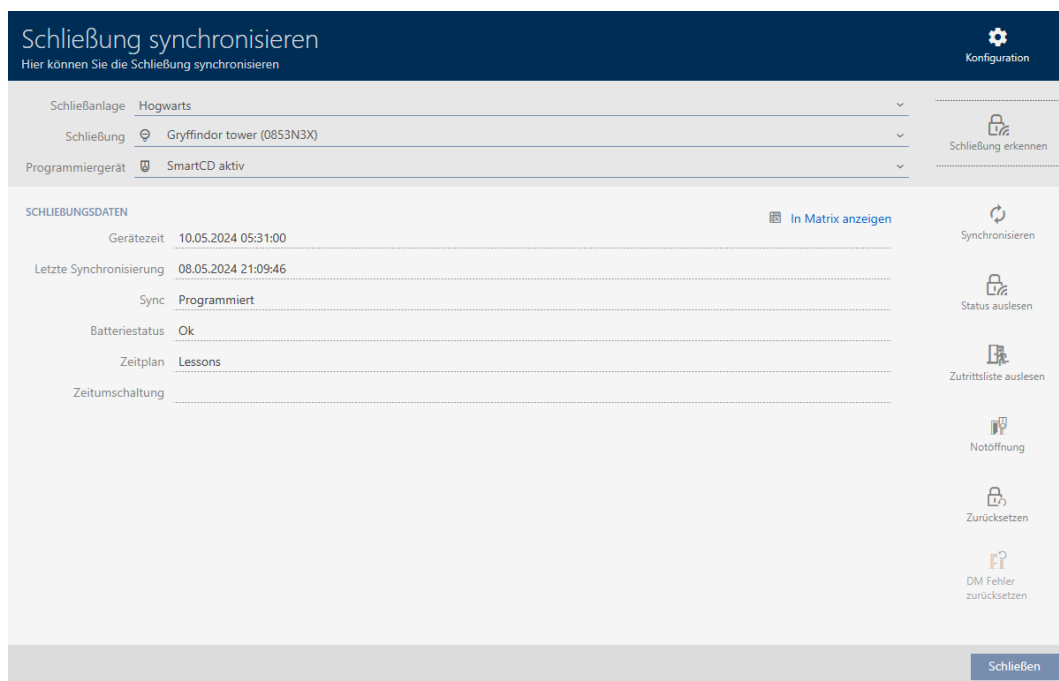 Schließung synchronisieren
Hier können Sie die Schließung synchronisieren
Konfiguration
Schließanlage Hogwarts
Schließung Gryffindor tower (0853N3X)
Programmiergerät SmartCD aktiv
Schließung erkennen
SCHLIEßUNGSDATEN
In Matrix anzeigen
Gerätezeit 10.05.2024 05:31:00
Letzte Synchronisierung 08.05.2024 21:09:46
Sync Programmiert
Batteriestatus Ok
Zeitplan Lessons
Zeitumschaltung
Synchronisieren
Status auslesen
Zutrittsliste auslesen
Notöffnung
Zurücksetzen
DM Fehler
zurücksetzen
Schließen